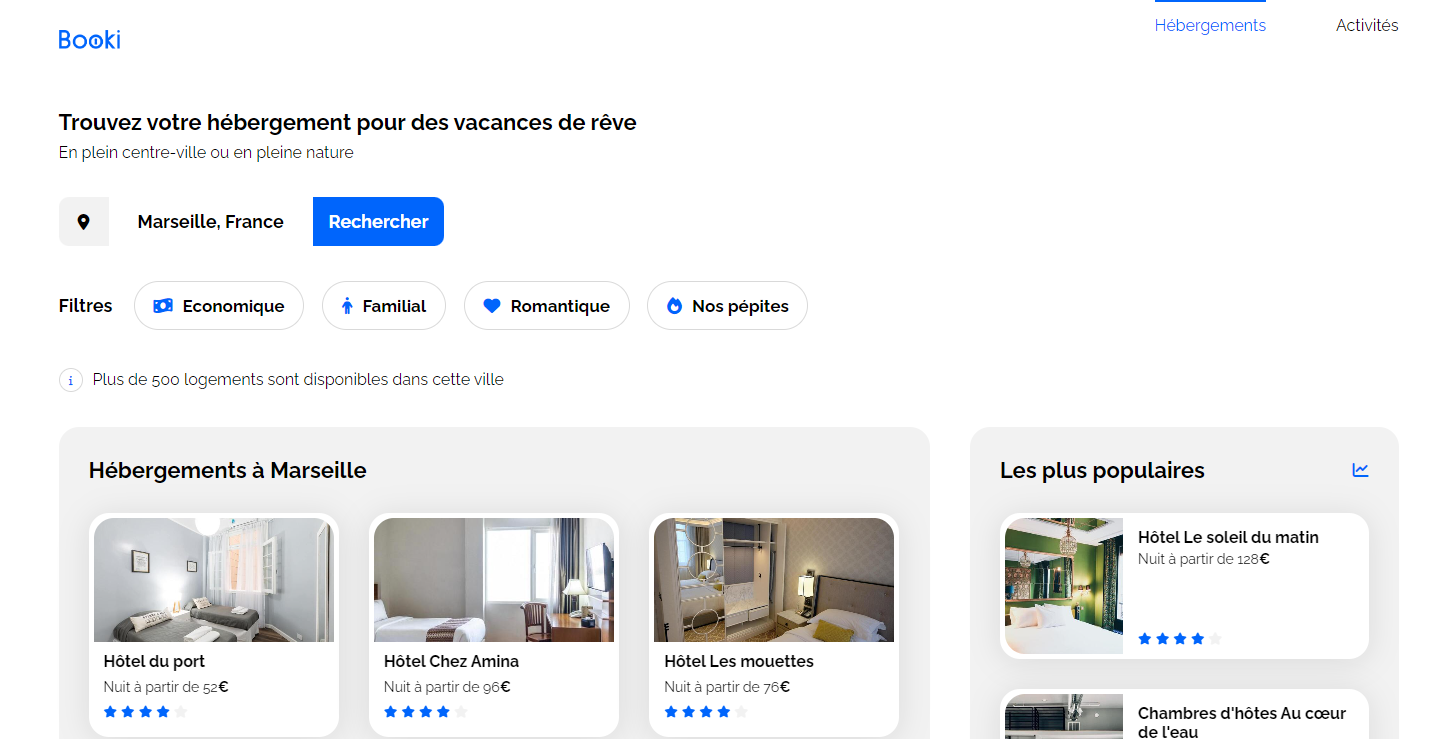 Booki
Hébergements
Activités
Trouvez votre hébergement pour des vacances de rêve
En plein centre-ville ou en pleine nature
Marseille, France
Rechercher
Filtres
Economique
Familial
Romantique
Nos pépites
Plus de 500 logements sont disponibles dans cette ville
Hébergements à Marseille
Hôtel du port
Nuit à partir de 52€
Hôtel Chez Amina
Nuit à partir de 96€
Hôtel Les mouettes
Nuit à partir de 76€
Les plus populaires
Hôtel Le soleil du matin
Nuit à partir de 128€
Chambres d'hôtes Au cœur
de l'eau